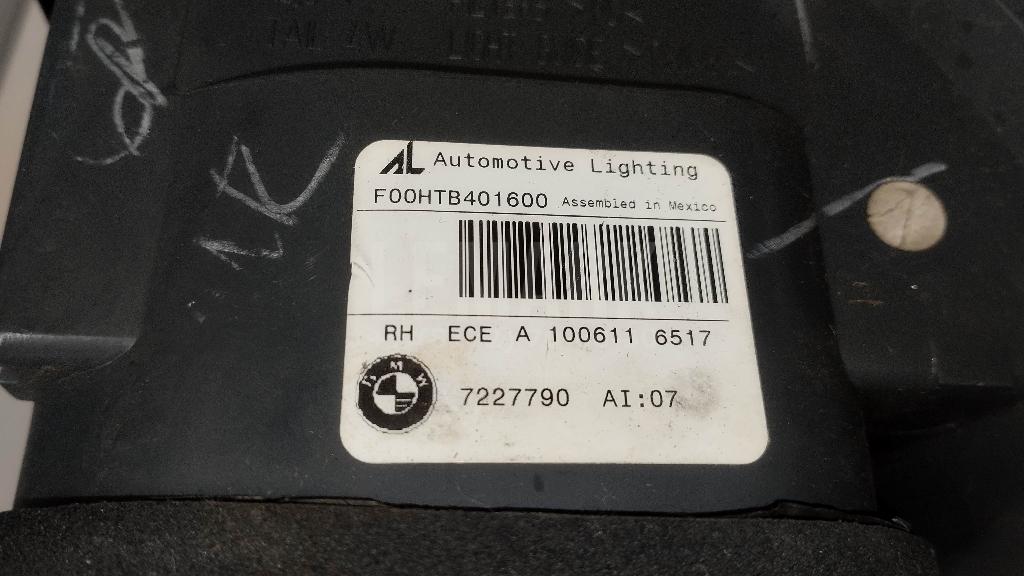 AL Automotive Lighting
F00HTB401600 Assembled in Mexico
RH ECE A 100611 6517
BMW
7227790 AI:07